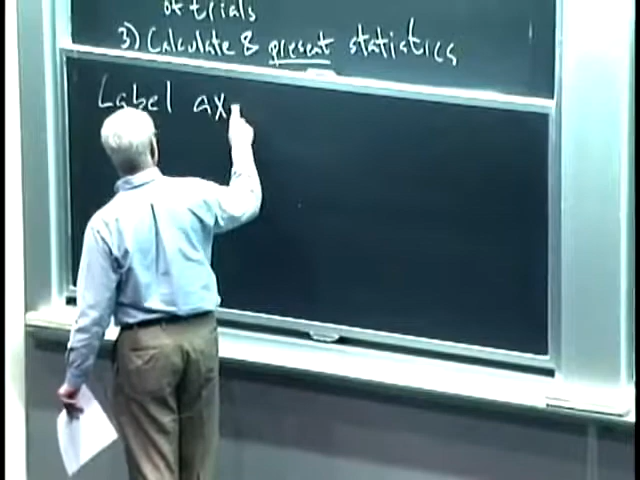 of trials
3) Calculate & present statistics
Label ax